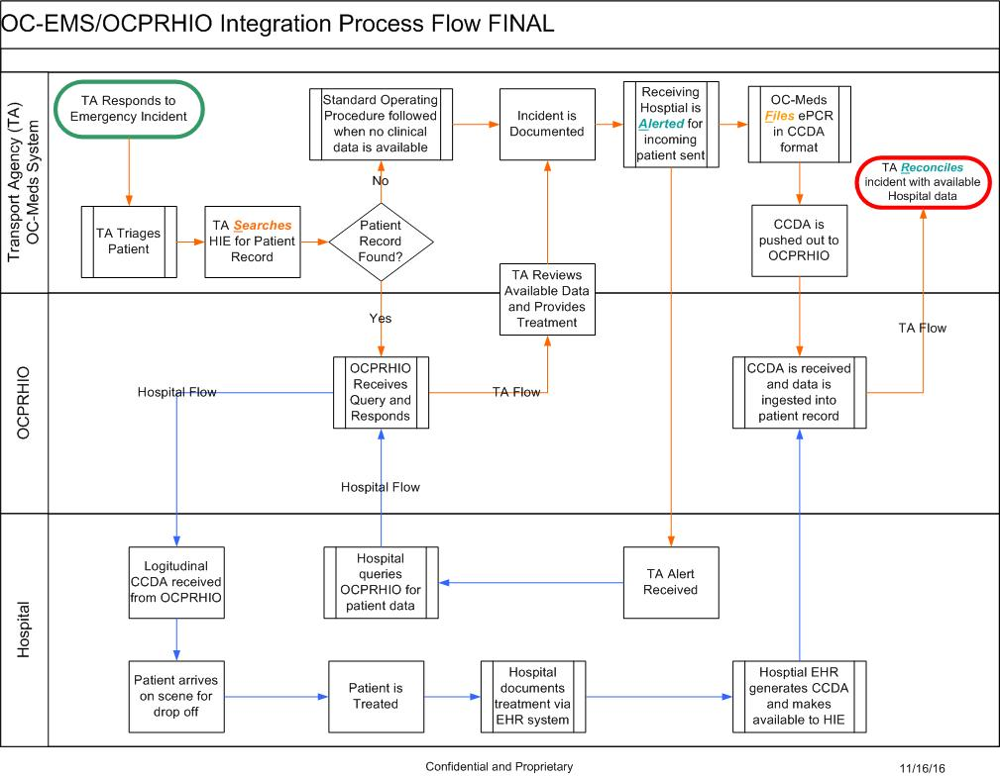 OC-EMS/OCPRHIO Integration Process Flow FINAL
Transport Agency (TA)
OC-Meds System
TA Responds to
Emergency Incident
TA Triages
Patient
TA Searches
HIE for Patient
Record
Patient
Record
Found?
No
Yes
Standard Operating
Procedure followed
when no clinical
data is available
Incident is
Documented
Receiving
Hosptial is
Alerted for
incoming
patient sent
OC-Meds
Files ePCR
in CCDA
format
TA Reconciles
incident with available
Hospital data
CCDA is
pushed out to
OCPRHIO
TA Reviews
Available Data
and Provides
Treatment
OCPRHIO
OCPRHIO
Receives
Query and
Responds
Hospital Flow
TA Flow
Hospital Flow
CCDA is received
and data is
ingested into
patient record
TA Flow
Hospital
Logitudinal
CCDA received
from OCPRHIO
Hospital
queries
OCPRHIO for
patient data
TA Alert
Received
Patient arrives
on scene for
drop off
Patient is
Treated
Hospital
documents
treatment via
EHR system
Hosptial EHR
generates CCDA
and makes
available to HIE
Confidential and Proprietary
11/16/16